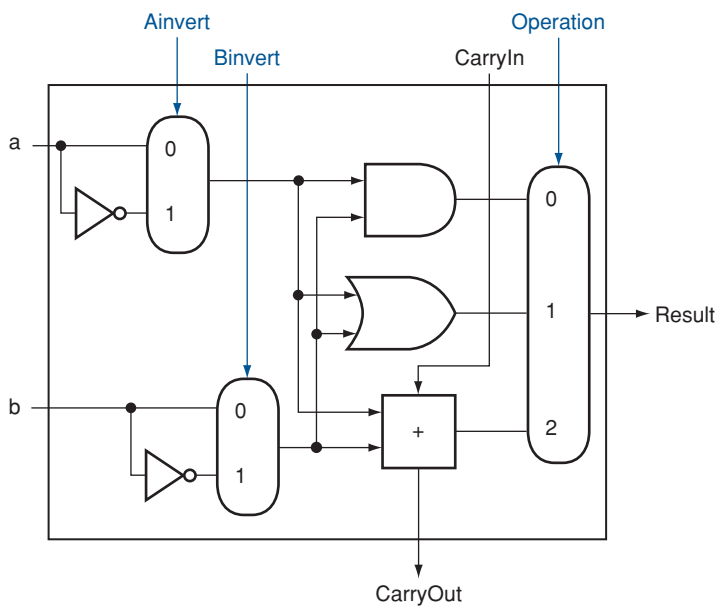 Ainvert
Operation
Binvert
CarryIn
a
0
1
0
1
Result
b
0
1
+
2
CarryOut